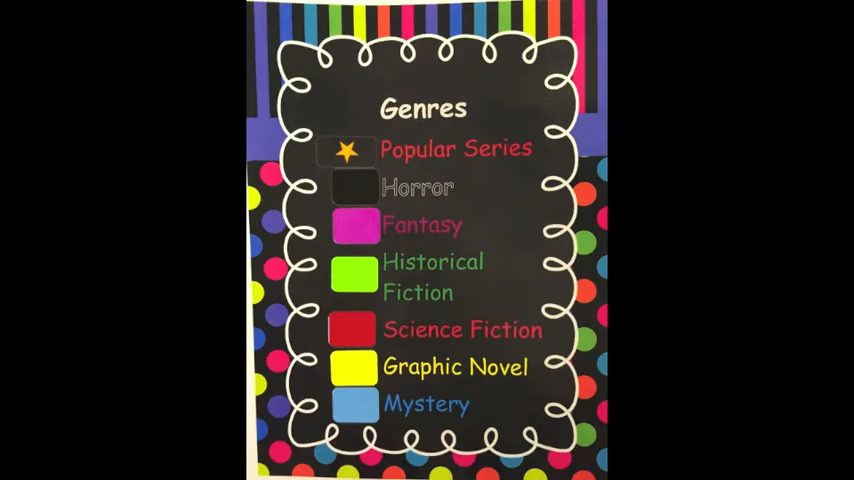 Genres
Popular Series
Horror
Fantasy
Historical
Fiction
Science Fiction
Graphic Novel
Mystery